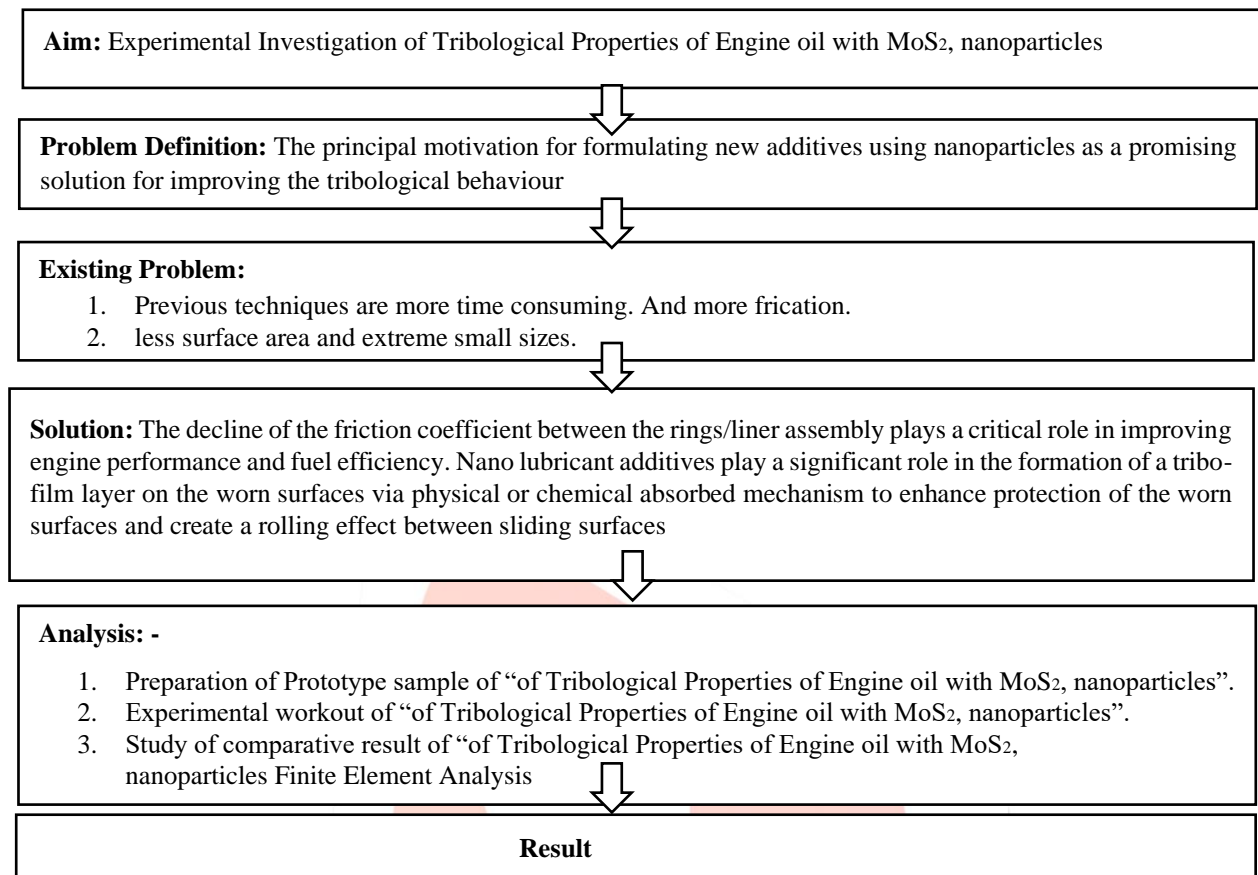 Aim: Experimental Investigation of Tribological Properties of Engine oil with MoS₂, nanoparticles
Problem Definition: The principal motivation for formulating new additives using nanoparticles as a promising
solution for improving the tribological behaviour
Existing Problem:
1. Previous techniques are more time consuming. And more frication.
2. less surface area and extreme small sizes.
Solution: The decline of the friction coefficient between the rings/liner assembly plays a critical role in improving
engine performance and fuel efficiency. Nano lubricant additives play a significant role in the formation of a tribo-
film layer on the worn surfaces via physical or chemical absorbed mechanism to enhance protection of the worn
surfaces and create a rolling effect between sliding surfaces
Analysis: -
1. Preparation of Prototype sample of “of Tribological Properties of Engine oil with MoS₂, nanoparticles”.
2. Experimental workout of “of Tribological Properties of Engine oil with MoS₂, nanoparticles”.
3. Study of comparative result of “of Tribological Properties of Engine oil with MoS₂,
nanoparticles Finite Element Analysis
Result